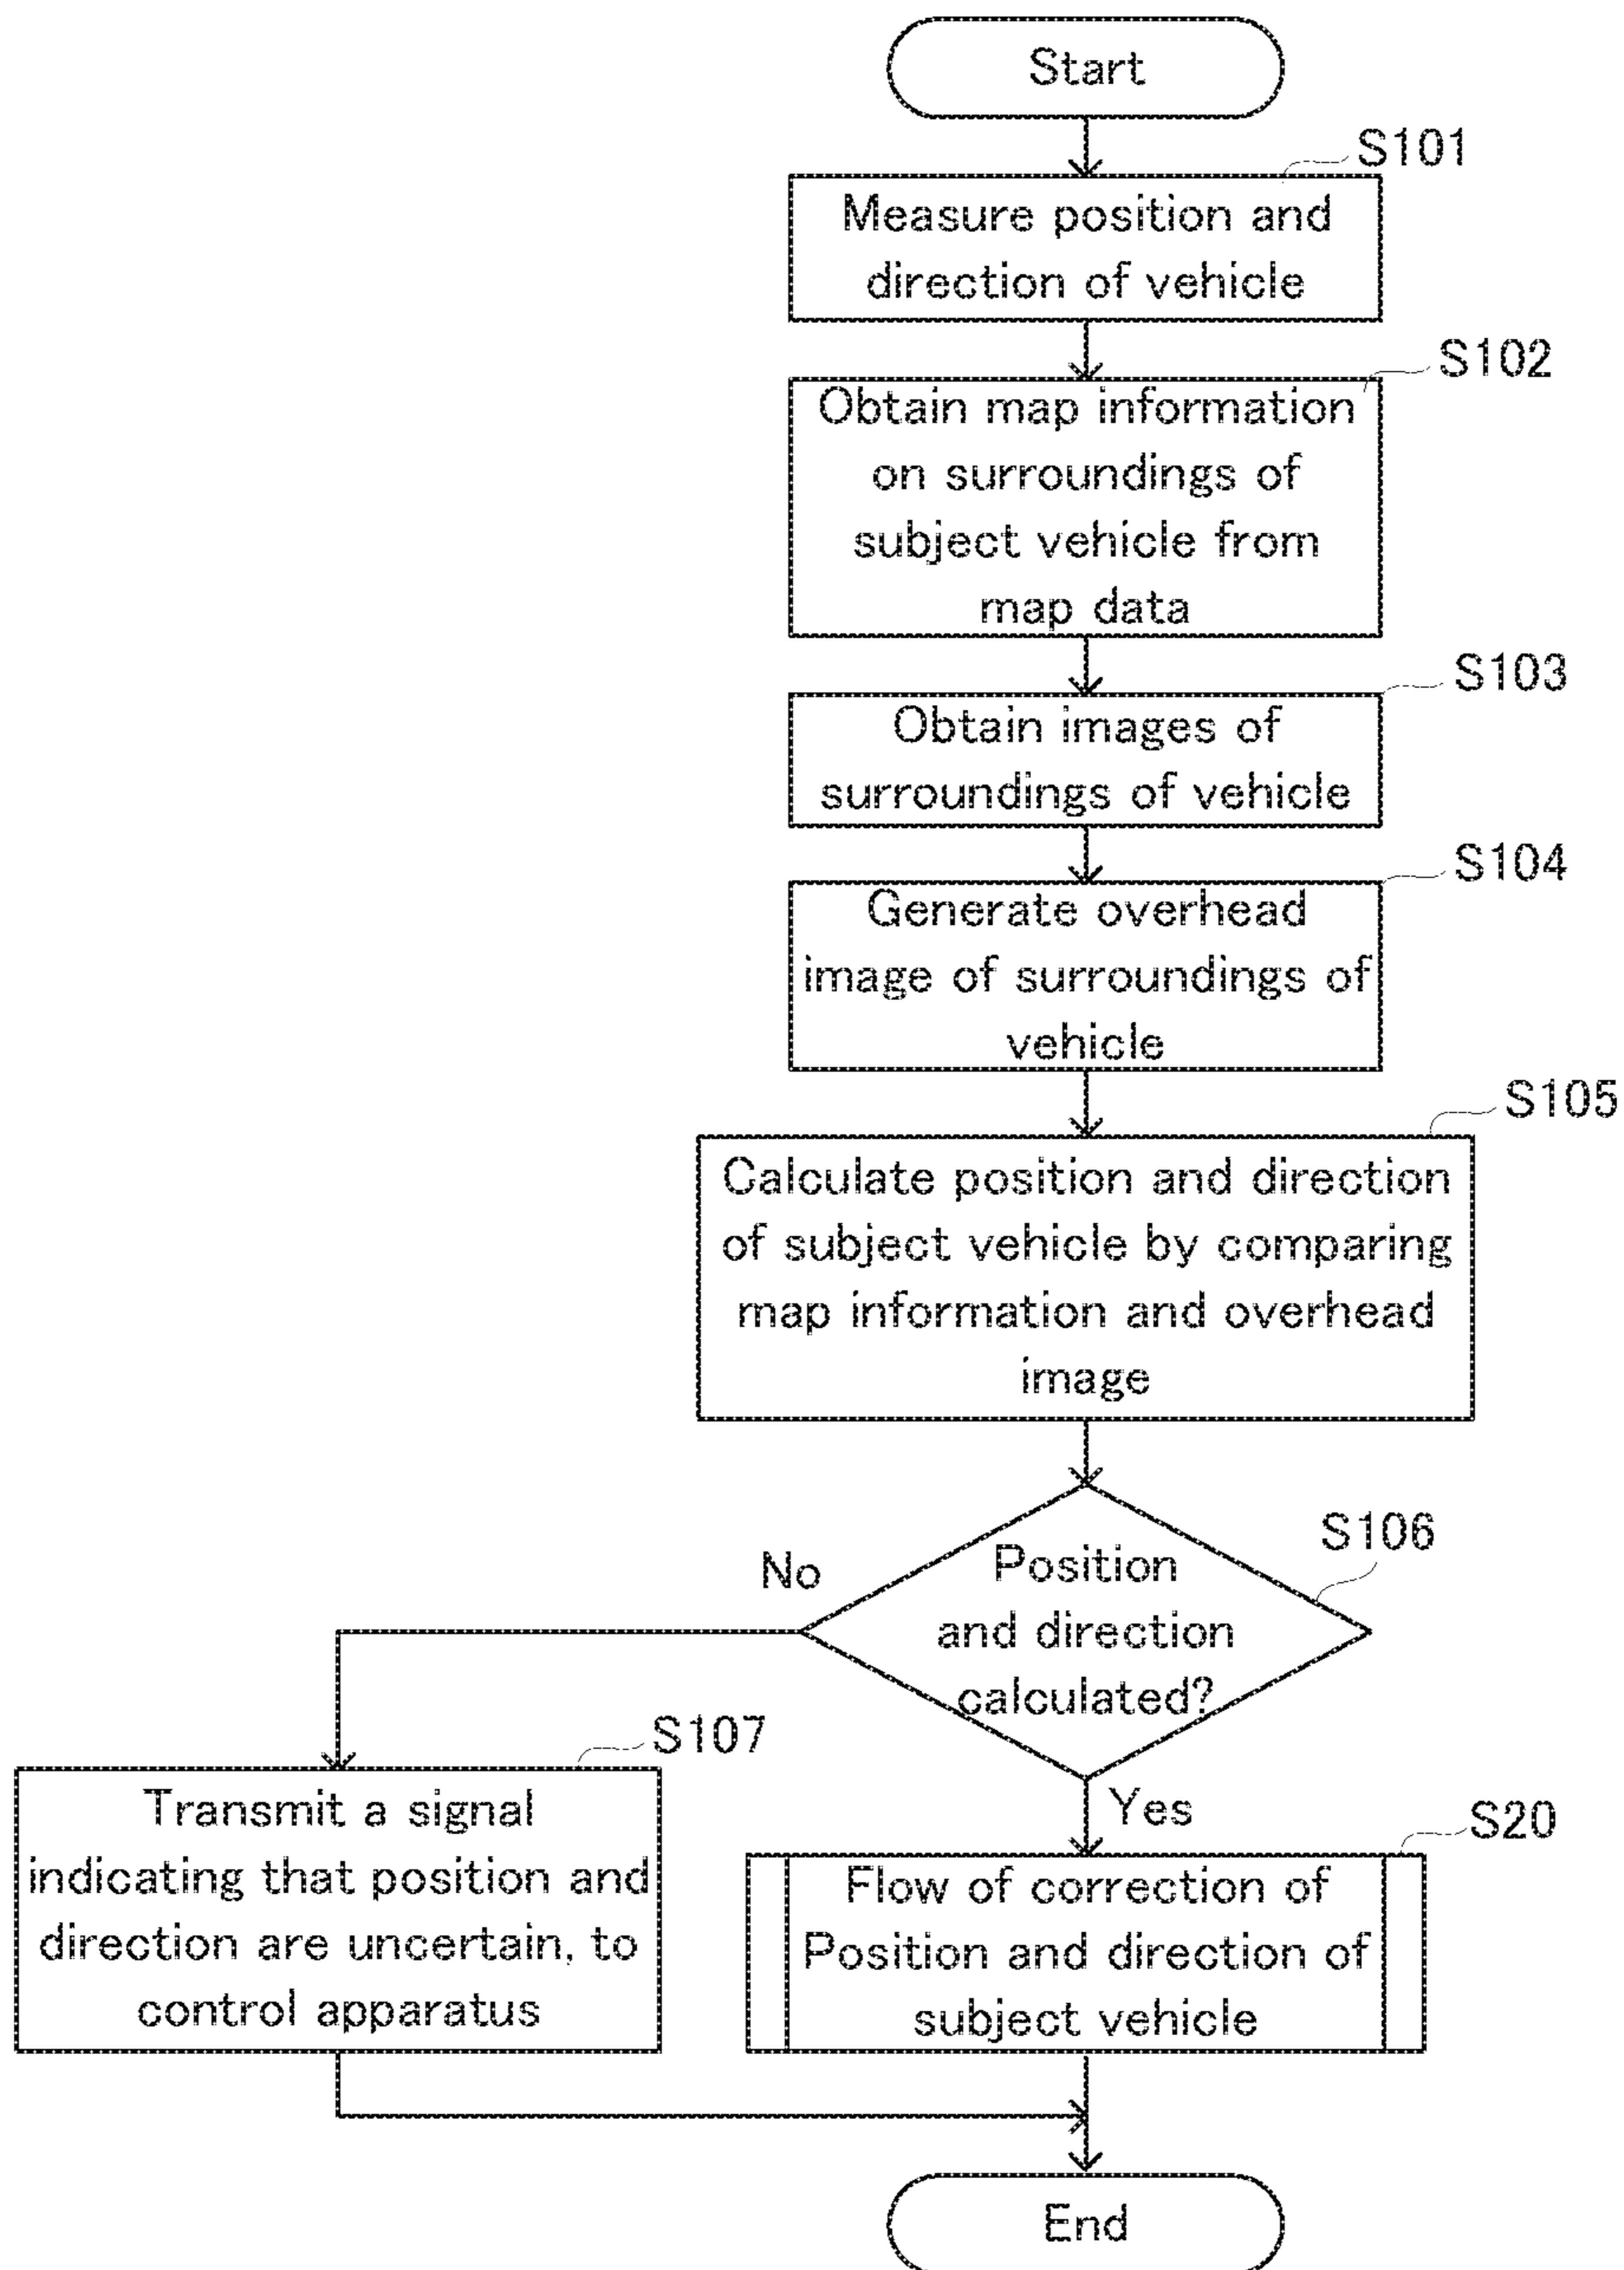 Start
S101
Measure position and
direction of vehicle
S102
Obtain map information
on surroundings of
subject vehicle from
map data
S103
Obtain images of
surroundings of vehicle
S104
Generate overhead
image of surroundings of
vehicle
S105
Calculate position and direction
of subject vehicle by comparing
map information and overhead
image
S106
No
Position
and direction
calculated?
S107
Transmit a signal
indicating that position and
direction are uncertain, to
control apparatus
Yes
S20
Flow of correction of
Position and direction of
subject vehicle
End